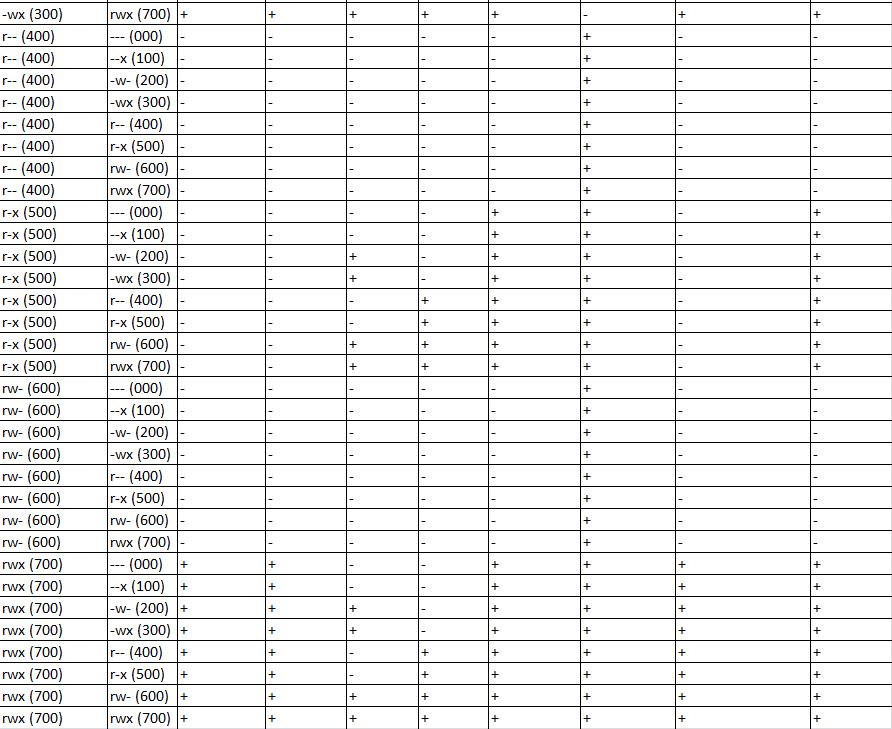 -wx (300) rwx (700) + + + + + - + +
r-- (400) --- (000) - - - - - + - -
r-- (400) --x (100) - - - - - + - -
r-- (400) -w- (200) - - - - - + - -
r-- (400) -wx (300) - - - - - + - -
r-- (400) r-- (400) - - - - - + - -
r-- (400) r-x (500) - - - - - + - -
r-- (400) rw- (600) - - - - - + - -
r-- (400) rwx (700) - - - - - + - -
r-x (500) --- (000) - - - - + + - +
r-x (500) --x (100) - - - - + + - +
r-x (500) -w- (200) - - + - + + - +
r-x (500) -wx (300) - - + - + + - +
r-x (500) r-- (400) - - - + + + - +
r-x (500) r-x (500) - - - + + + - +
r-x (500) rw- (600) - - + + + + - +
r-x (500) rwx (700) - - + + + + - +
rw- (600) --- (000) - - - - - + - -
rw- (600) --x (100) - - - - - + - -
rw- (600) -w- (200) - - - - - + - -
rw- (600) -wx (300) - - - - - + - -
rw- (600) r-- (400) - - - - - + - -
rw- (600) r-x (500) - - - - - + - -
rw- (600) rw- (600) - - - - - + - -
rw- (600) rwx (700) - - - - - + - -
rwx (700) --- (000) + + - - + + + +
rwx (700) --x (100) + + - - + + + +
rwx (700) -w- (200) + + + - + + + +
rwx (700) -wx (300) + + + - + + + +
rwx (700) r-- (400) + + - + + + + +
rwx (700) r-x (500) + + - + + + + +
rwx (700) rw- (600) + + + + + + + +
rwx (700) rwx (700) + + + + + + + +